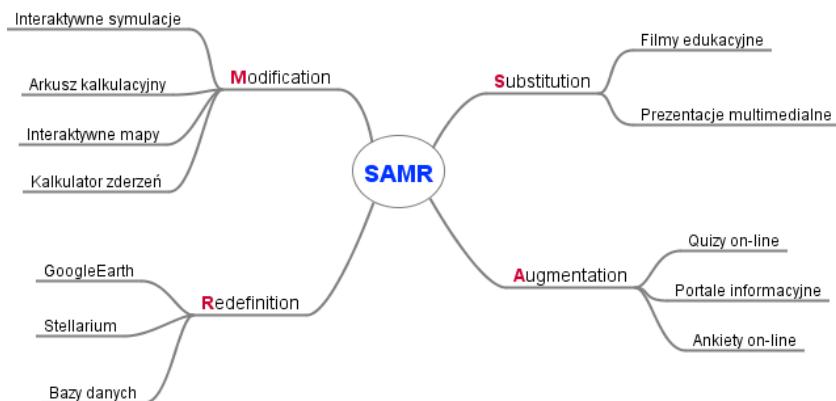 SAMR
Substitution
Filmy edukacyjne
Prezentacje multimedialne
Augmentation
Quizy on-line
Portale informacyjne
Ankiety on-line
Modification
Interaktywne symulacje
Arkusz kalkulacyjny
Interaktywne mapy
Kalkulator zderzeń
Redefinition
GoogleEarth
Stellarium
Bazy danych